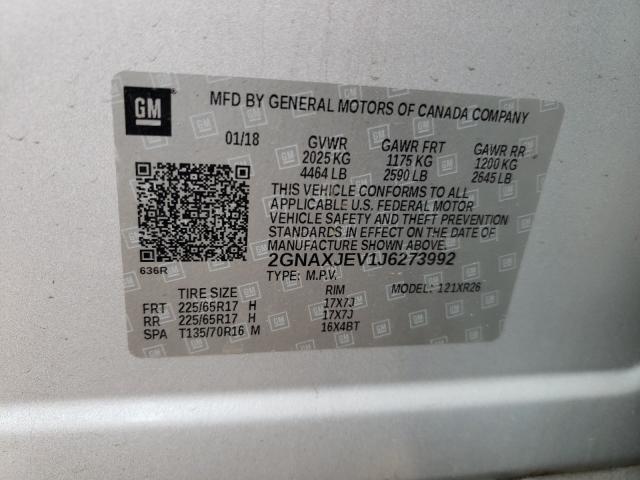 GM
MFD BY GENERAL MOTORS OF CANADA COMPANY
01/18 GVWR GAWR FRT GAWR RR
2025 KG 1175 KG 1200 KG
4464 LB 2590 LB 2645 LB
THIS VEHICLE CONFORMS TO ALL
APPLICABLE U.S. FEDERAL MOTOR
VEHICLE SAFETY AND THEFT PREVENTION
STANDARDS IN EFFECT ON THE DATE OF
MANUFACTURE SHOWN ABOVE.
636R 2GNAXJEV1J6273992
TYPE: M.P.V. MODEL: 121XR26
TIRE SIZE RIM
FRT 225/65R17 H 17X7J
RR 225/65R17 H 17X7J
SPA T135/70R16 M 16X4BT